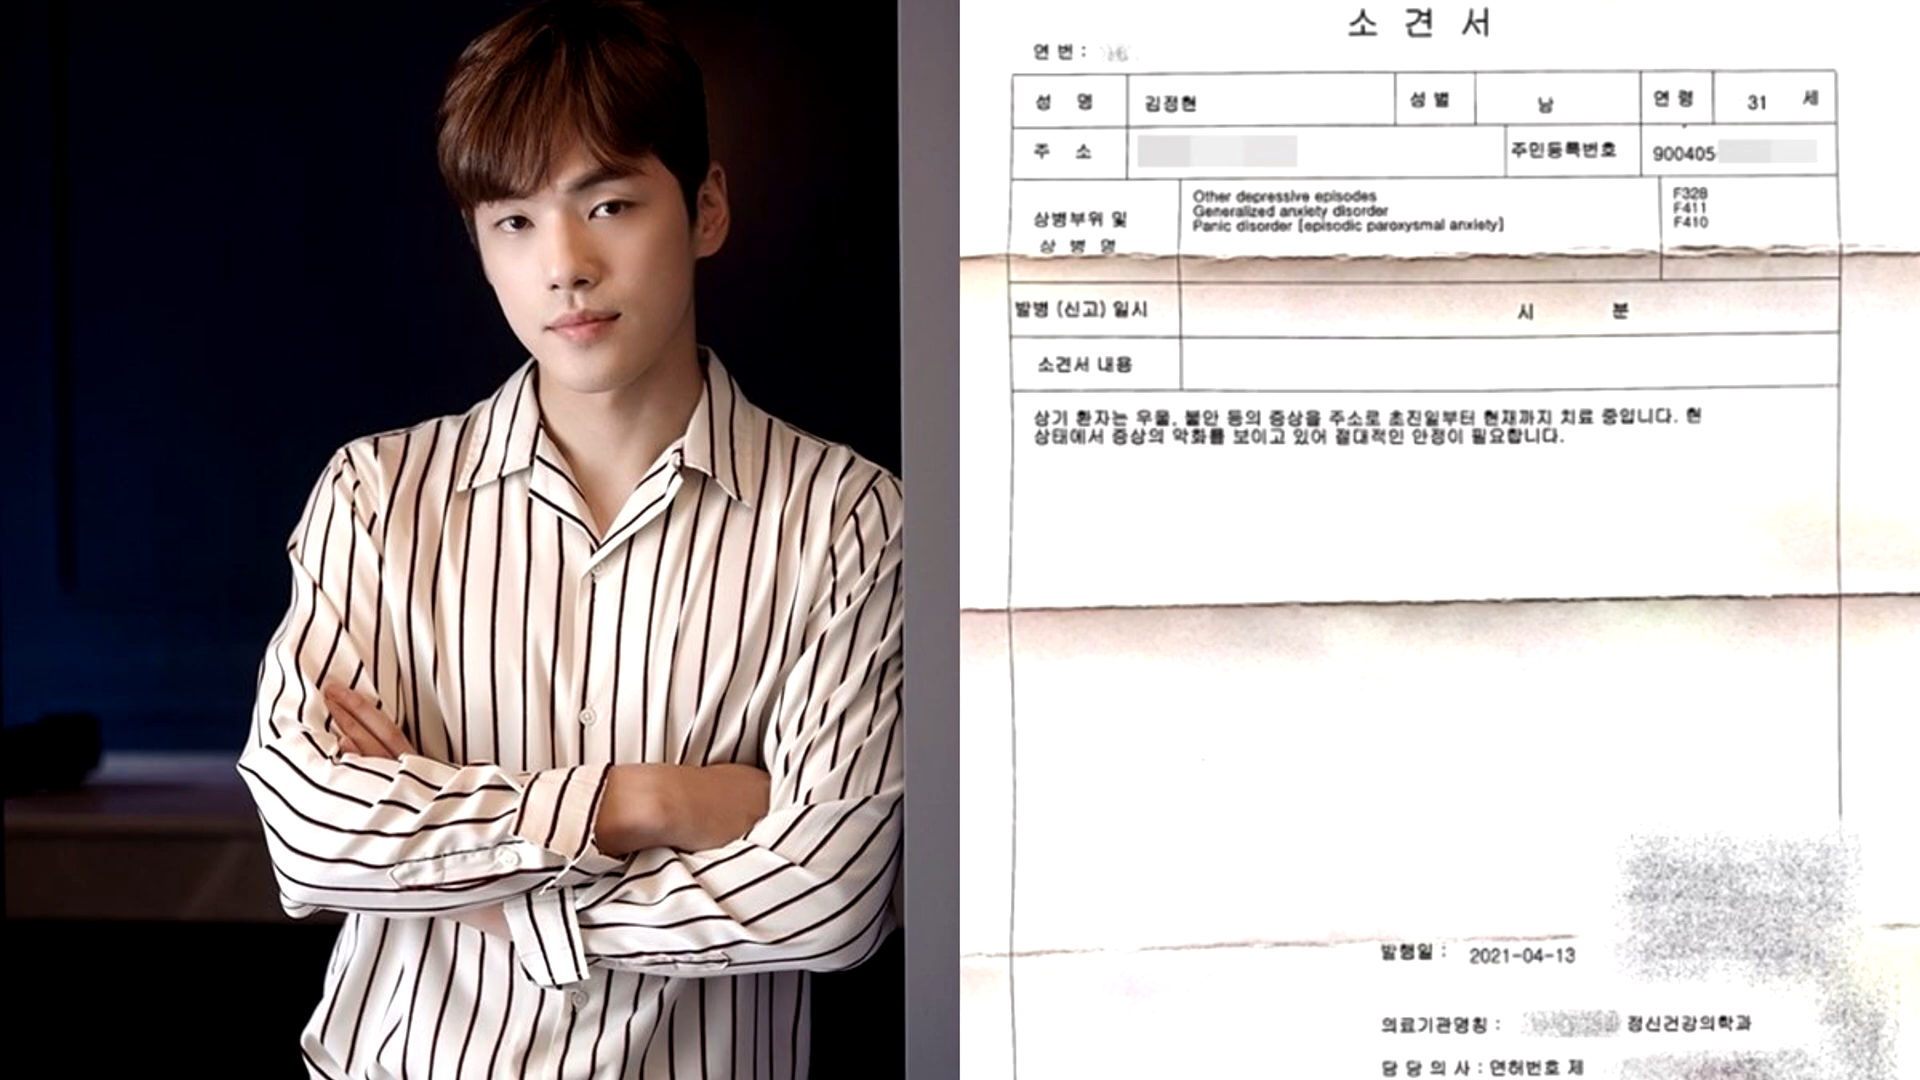 소 견 서
연 번 :
성 명 김정현 성 별 남 연 령 31 세
주 소 주민등록번호 900405
상병부위 및 상 병 명
Other depressive episodes F328
Generalized anxiety disorder F411
Panic disorder [episodic paroxysmal anxiety] F410
발병 (신고) 일시 시 분
소견서 내용
상기 환자는 우울, 불안 등의 증상을 주소로 초진일부터 현재까지 치료 중입니다. 현
상태에서 증상의 악화를 보이고 있어 절대적인 안정이 필요합니다.
발행일 : 2021-04-13
의료기관명칭 : 정신건강의학과
담 당 의 사 : 면허번호 제